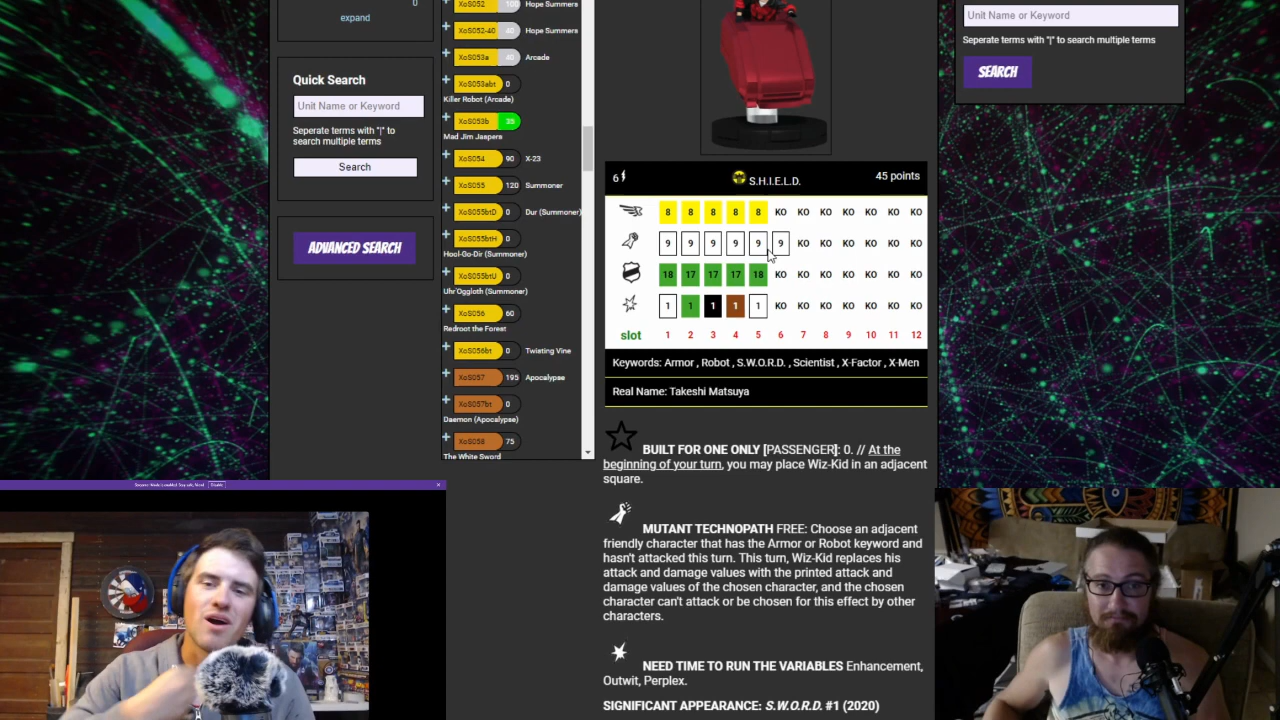 0
expand
Quick Search
Unit Name or Keyword
Seperate terms with "|" to
search multiple terms
Search
ADVANCED SEARCH
XoS052 100 Hope Summers
XoS052-40 40 Hope Summers
XoS053a 40 Arcade
XoS053abt 0
Killer Robot (Arcade)
XoS053b 35
Mad Jim Jaspers
XoS054 90 X-23
XoS055 120 Summoner
XoS055btD 0 Dur (Summoner)
XoS055btH 0
Hool-Go-Dir (Summoner)
XoS055btU 0
Uhr'Oggloth (Summoner)
XoS056 60
Redroot the Forest
XoS056bt 0 Twisting Vine
XoS057 195 Apocalypse
XoS057bt 0
Daemon (Apocalypse)
XoS058 75
The White Sword
6 S.H.I.E.L.D. 45 points
8 8 8 8 8 KO KO KO KO KO KO KO
9 9 9 9 9 9 KO KO KO KO KO KO
18 17 17 17 18 KO KO KO KO KO KO KO
1 1 1 1 1 KO KO KO KO KO KO KO
slot 1 2 3 4 5 6 7 8 9 10 11 12
Keywords: Armor , Robot , S.W.O.R.D. , Scientist , X-Factor , X-Men
Real Name: Takeshi Matsuya
BUILT FOR ONE ONLY [PASSENGER]: 0. // At the
beginning of your turn, you may place Wiz-Kid in an adjacent
square.
MUTANT TECHNOPATH FREE: Choose an adjacent
friendly character that has the Armor or Robot keyword and
hasn't attacked this turn. This turn, Wiz-Kid replaces his
attack and damage values with the printed attack and
damage values of the chosen character, and the chosen
character can't attack or be chosen for this effect by other
characters.
NEED TIME TO RUN THE VARIABLES Enhancement,
Outwit, Perplex.
SIGNIFICANT APPEARANCE: S.W.O.R.D. #1 (2020)
Unit Name or Keyword
Seperate terms with "|" to search multiple terms
SEARCH